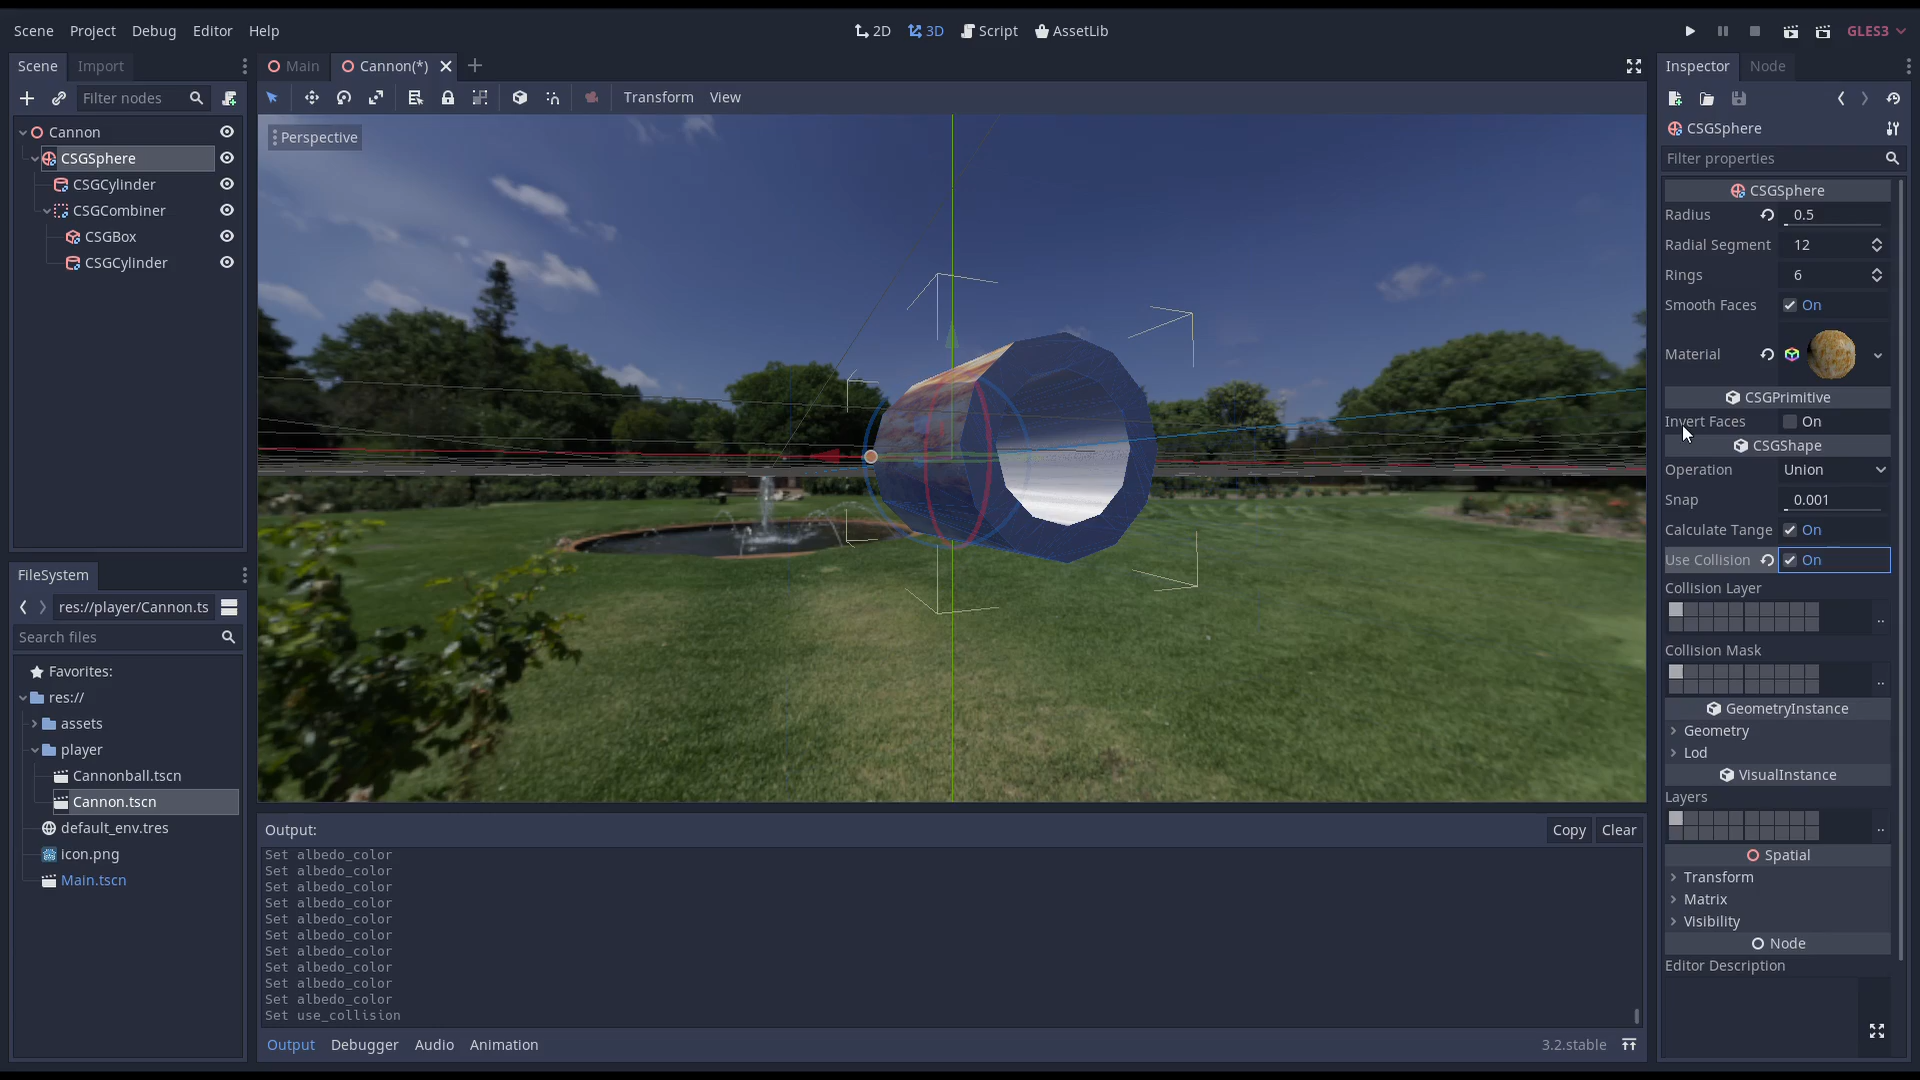 Scene Project Debug Editor Help
2D 3D Script AssetLib
GLES3
Scene Import
Filter nodes
Cannon
CSGSphere
CSGCylinder
CSGCombiner
CSGBox
CSGCylinder
FileSystem
res://player/Cannon.ts
Search files
Favorites:
res://
assets
player
Cannonball.tscn
Cannon.tscn
default_env.tres
icon.png
Main.tscn
Main Cannon(*)
Transform View
Perspective
Output: Copy Clear
Set albedo_color
Set albedo_color
Set albedo_color
Set albedo_color
Set albedo_color
Set albedo_color
Set albedo_color
Set albedo_color
Set albedo_color
Set albedo_color
Set use_collision
Output Debugger Audio Animation 3.2.stable
Inspector Node
CSGSphere
Filter properties
CSGSphere
Radius 0.5
Radial Segment 12
Rings 6
Smooth Faces On
Material
CSGPrimitive
Invert Faces On
CSGShape
Operation Union
Snap 0.001
Calculate Tange On
Use Collision On
Collision Layer
..
Collision Mask
..
GeometryInstance
Geometry
Lod
VisualInstance
Layers
..
Spatial
Transform
Matrix
Visibility
Node
Editor Description